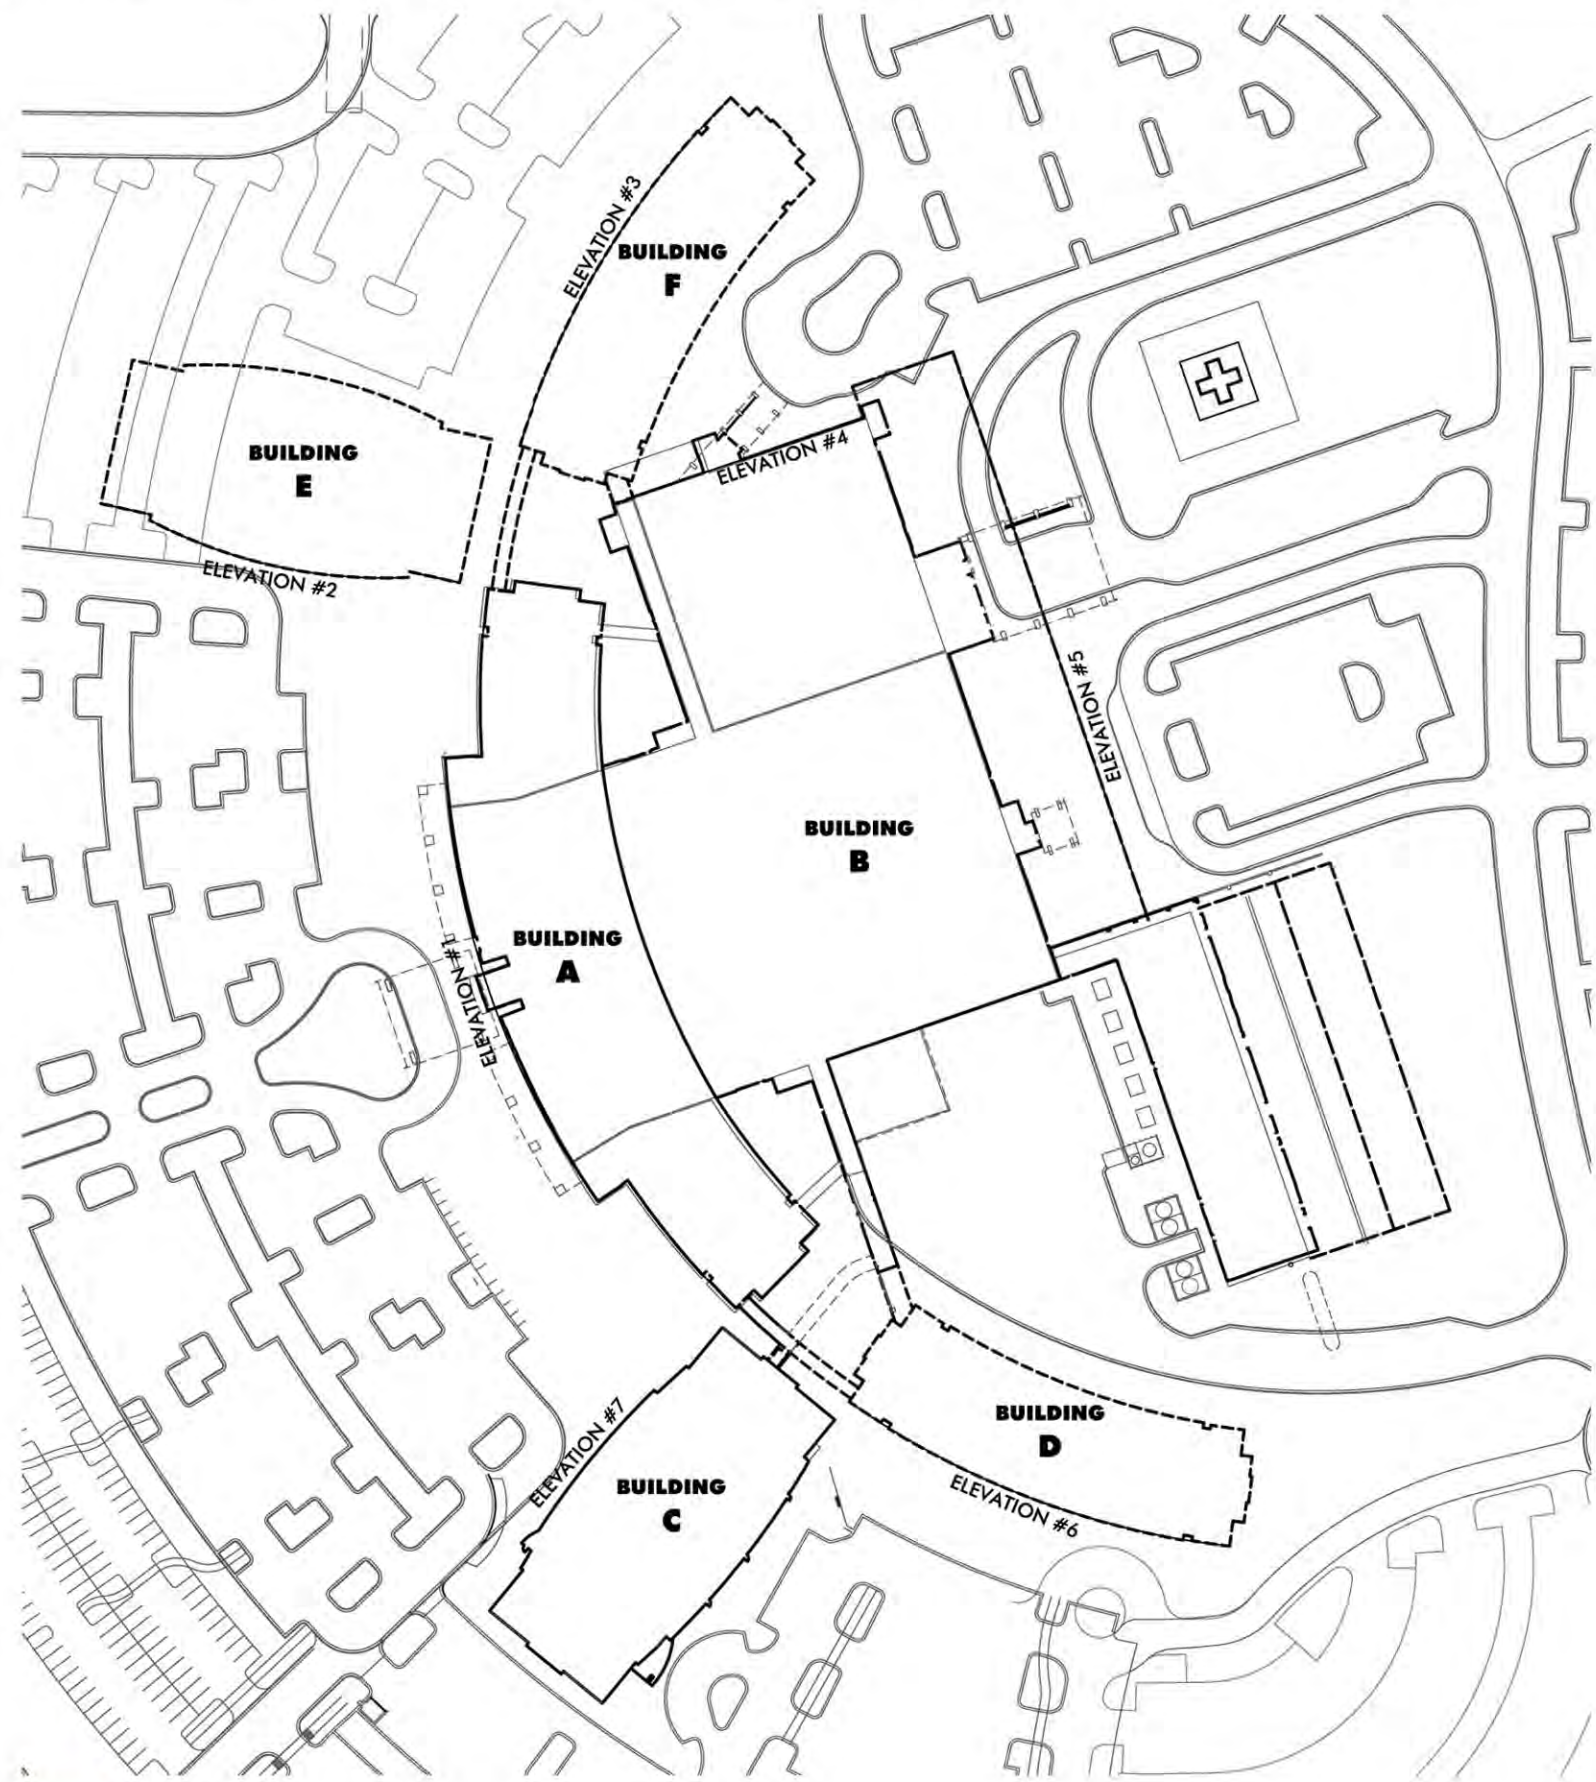 ELEVATION #3
BUILDING
F
ELEVATION #4
BUILDING
E
ELEVATION #2
ELEVATION #5
BUILDING
B
BUILDING
A
ELEVATION #1
BUILDING
D
ELEVATION #6
ELEVATION #7
BUILDING
C